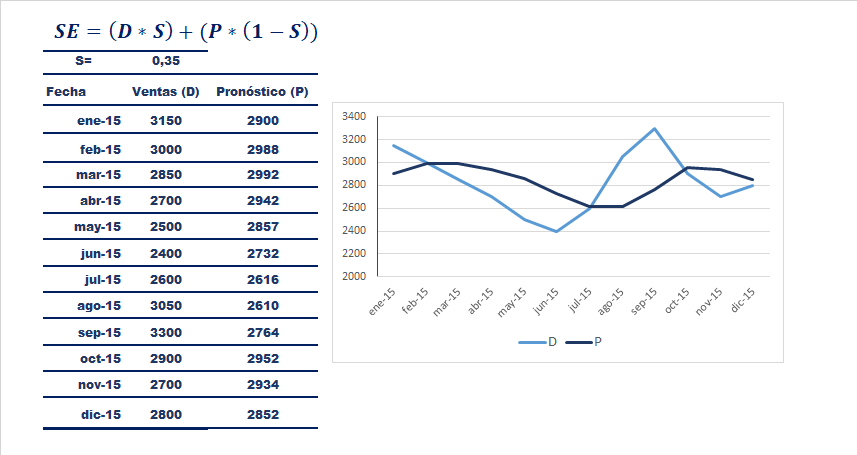 SE = (D * S) + (P * (1 − S))
S= 0,35
Fecha Ventas (D) Pronóstico (P)
ene-15 3150 2900
feb-15 3000 2988
mar-15 2850 2992
abr-15 2700 2942
may-15 2500 2857
jun-15 2400 2732
jul-15 2600 2616
ago-15 3050 2610
sep-15 3300 2764
oct-15 2900 2952
nov-15 2700 2934
dic-15 2800 2852
3400
3200
3000
2800
2600
2400
2200
2000
ene-15 feb-15 mar-15 abr-15 may-15 jun-15 jul-15 ago-15 sep-15 oct-15 nov-15 dic-15
D P